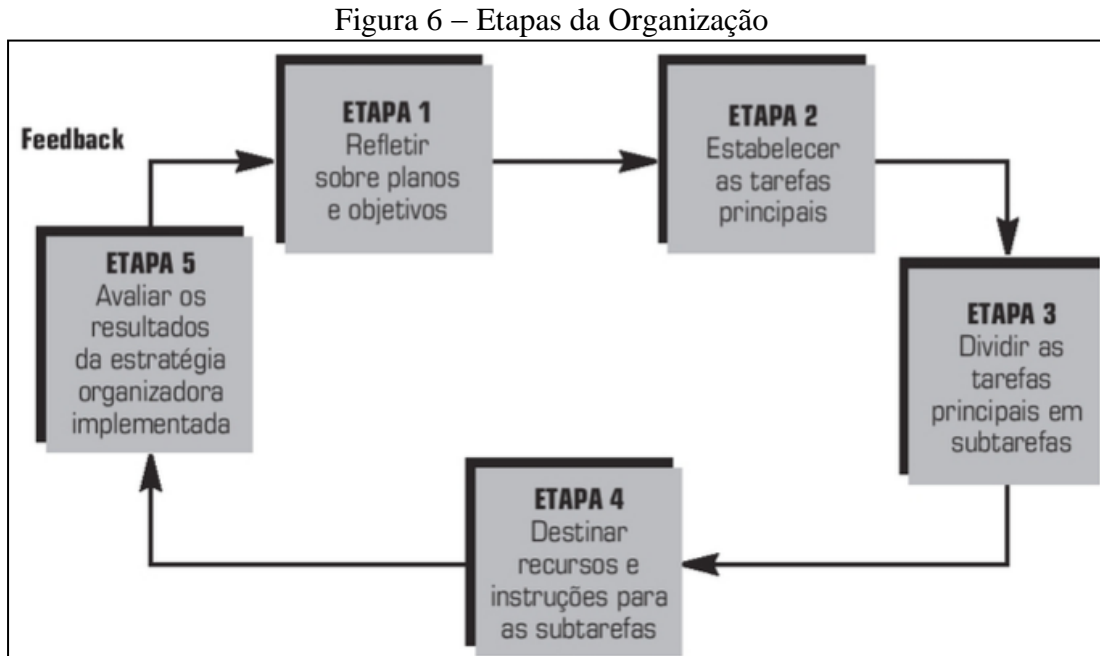 Figura 6 – Etapas da Organização
Feedback
ETAPA 1
Refletir
sobre planos
e objetivos
ETAPA 2
Estabelecer
as tarefas
principais
ETAPA 3
Dividir as
tarefas
principais em
subtarefas
ETAPA 4
Destinar
recursos e
instruções para
as subtarefas
ETAPA 5
Avaliar os
resultados
da estratégia
organizadora
implementada